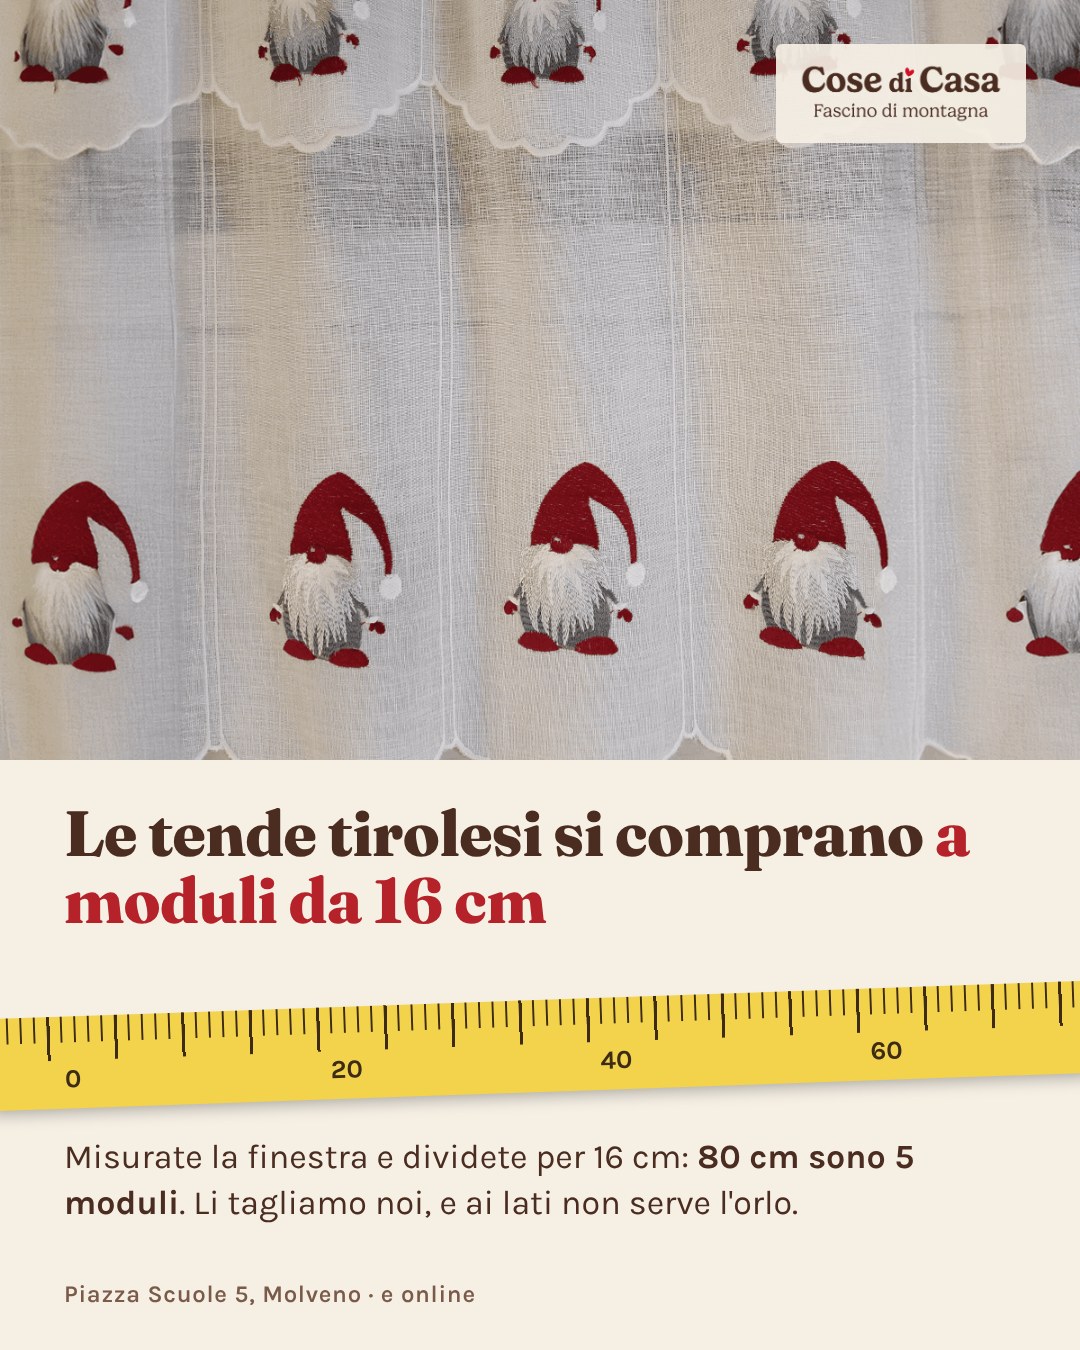 Cose di Casa
Fascino di montagna
Le tende tirolesi si comprano a
moduli da 16 cm
0 20 40 60
Misurate la finestra e dividete per 16 cm: 80 cm sono 5
moduli. Li tagliamo noi, e ai lati non serve l'orlo.
Piazza Scuole 5, Molveno · e online